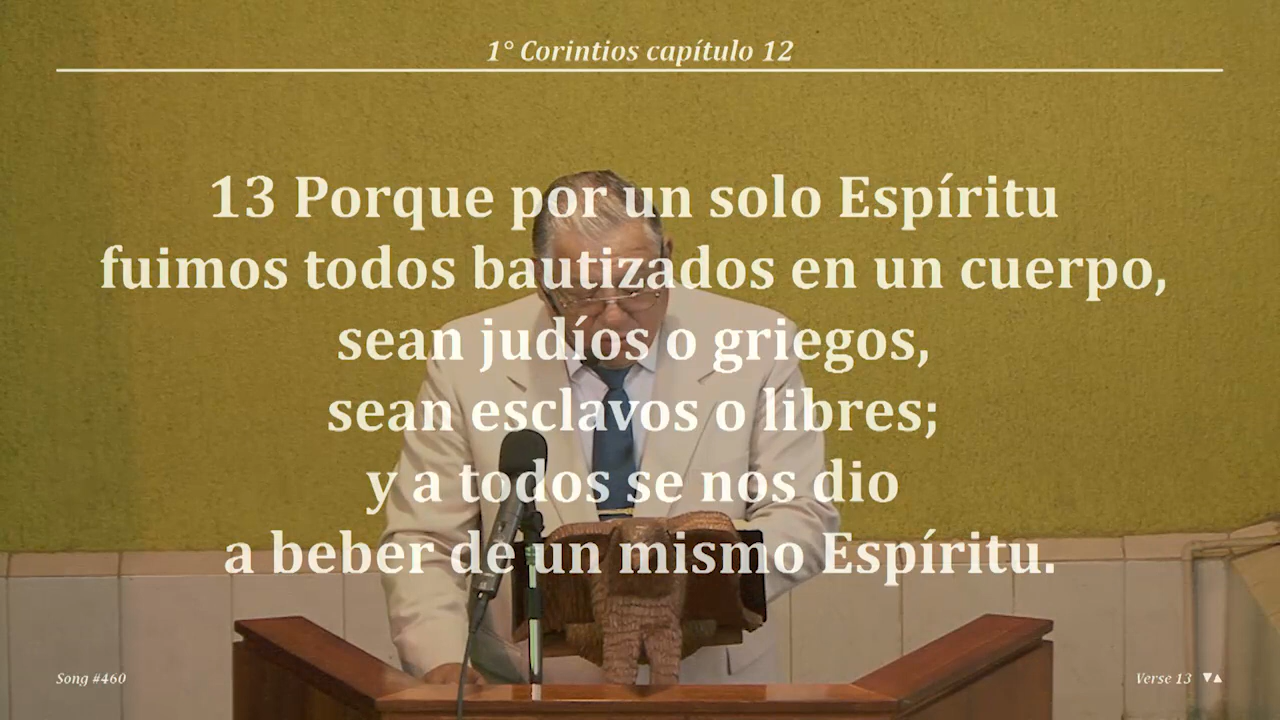 1° Corintios capítulo 12
13 Porque por un solo Espíritu
fuimos todos bautizados en un cuerpo,
sean judíos o griegos,
sean esclavos o libres;
y a todos se nos dio
a beber de un mismo Espíritu.
Song #460
Verse 13 ▼▲